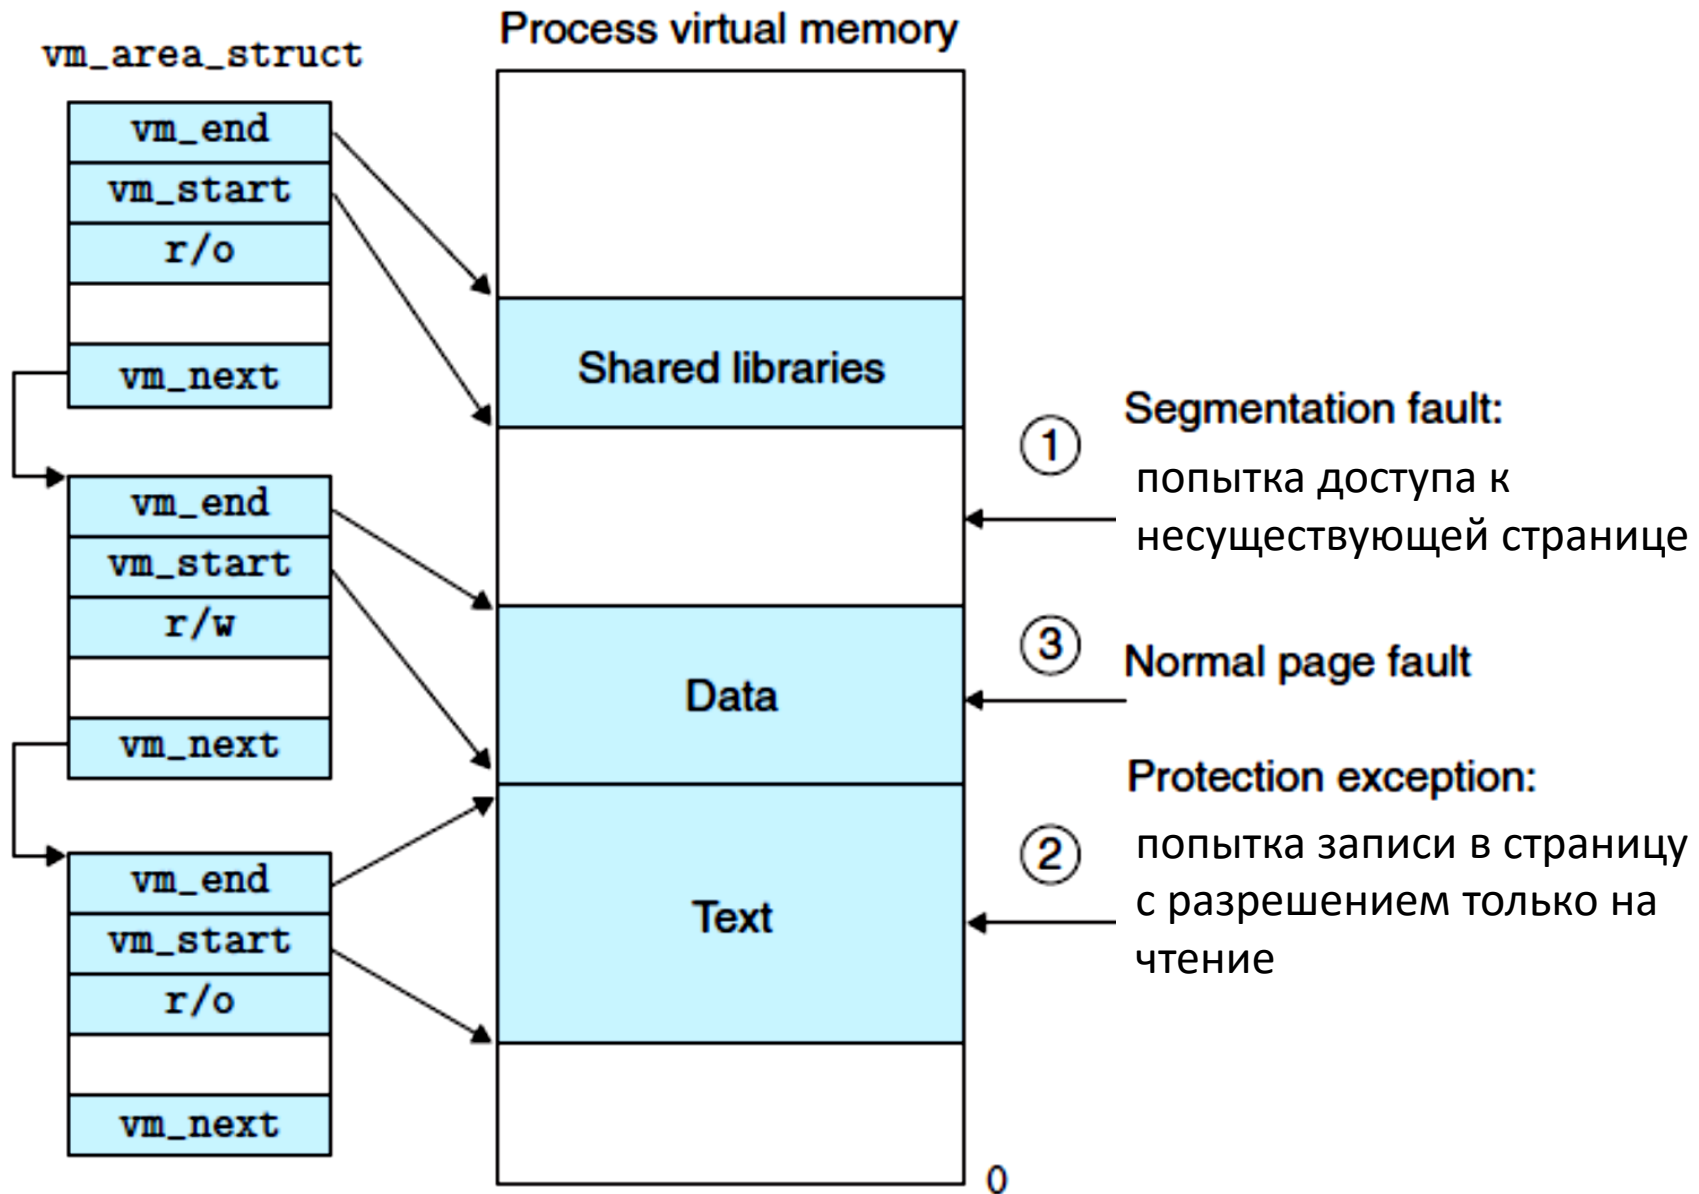 Process virtual memory
vm_area_struct
vm_end
vm_start
r/o
vm_next
vm_end
vm_start
r/w
vm_next
vm_end
vm_start
r/o
vm_next
Shared libraries
Data
Text
0
1
Segmentation fault:
попытка доступа к
несуществующей странице
3
Normal page fault
Protection exception:
2
попытка записи в страницу
с разрешением только на
чтение